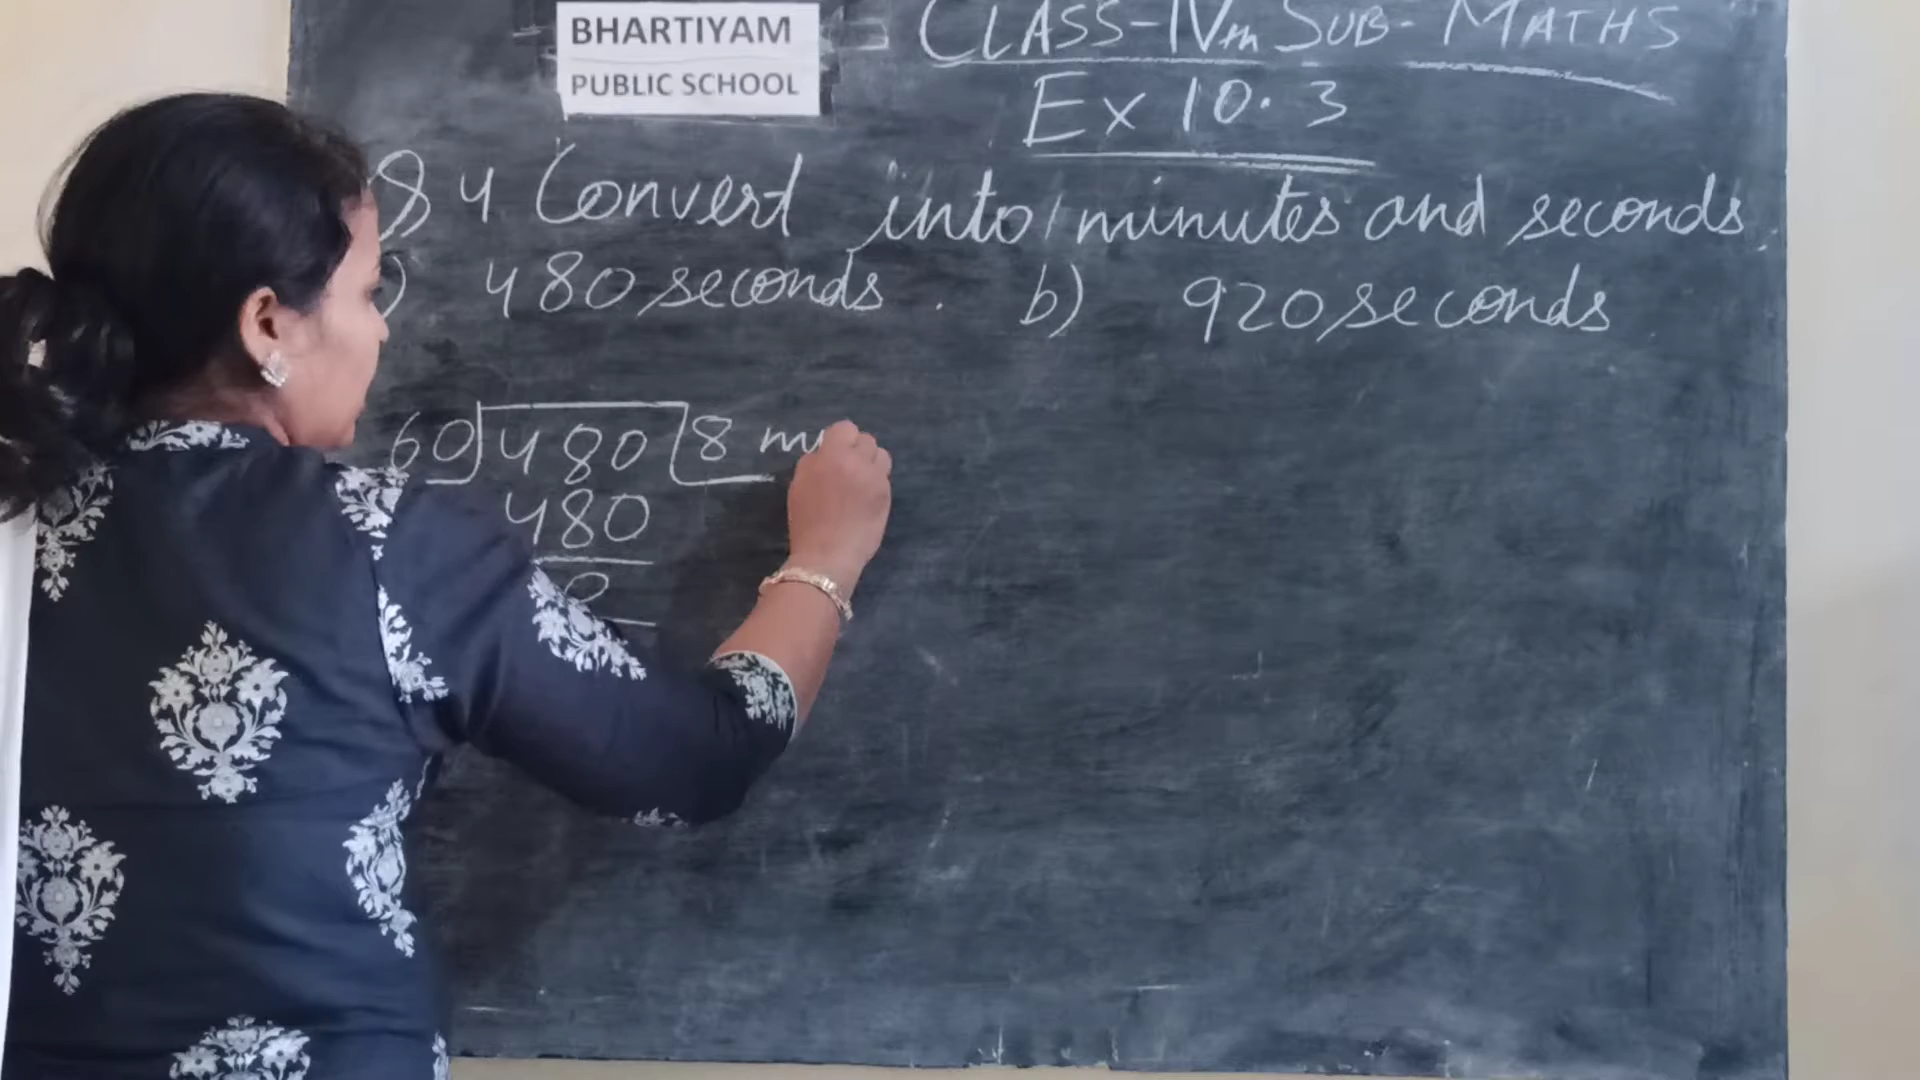 BHARTIYAM
PUBLIC SCHOOL
CLASS-IVth SUB- MATHS
Ex 10.3
Q4 Convert into minutes and seconds.
) 480 seconds. b) 920 seconds
60 480 8 m
480
0